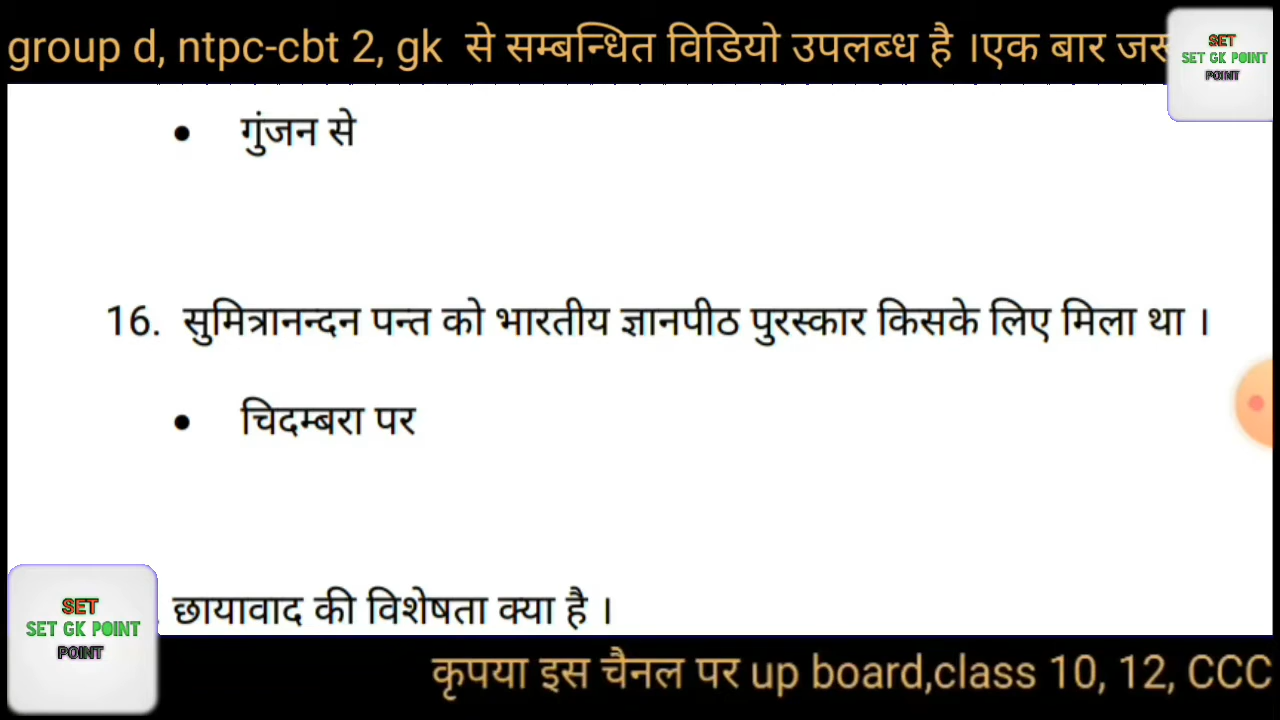 group d, ntpc-cbt 2, gk से सम्बन्धित विडियो उपलब्ध है ।एक बार
SET
SET GK POINT
POINT
• गुंजन से
16. सुमित्रानन्दन पन्त को भारतीय ज्ञानपीठ पुरस्कार किसके लिए मिला था ।
• चिदम्बरा पर
छायावाद की विशेषता क्या है ।
SET
SET GK POINT
POINT
कृपया इस चैनल पर up board,class 10, 12, CCC